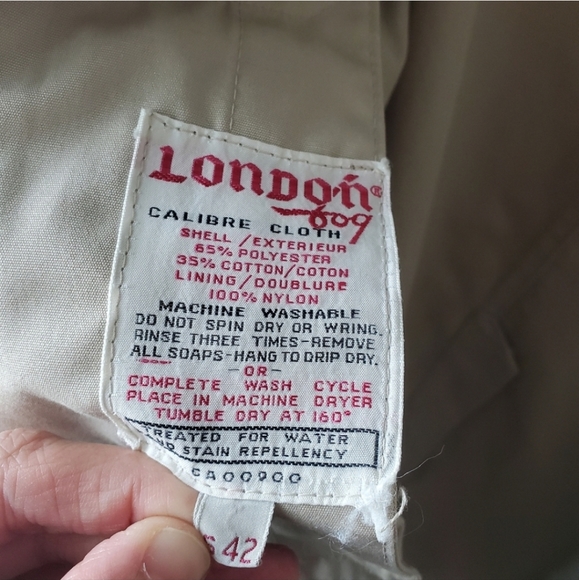 LONDON®
fog
CALIBRE CLOTH
SHELL/EXTERIEUR
65% POLYESTER
35% COTTON/COTON
LINING/DOUBLURE
100% NYLON
MACHINE WASHABLE
DO NOT SPIN DRY OR WRING.
RINSE THREE TIMES-REMOVE
ALL SOAPS-HANG TO DRIP DRY.
-OR-
COMPLETE WASH CYCLE
PLACE IN MACHINE DRYER
TUMBLE DRY AT 160°
TREATED FOR WATER
AND STAIN REPELLENCY
CA00900
42